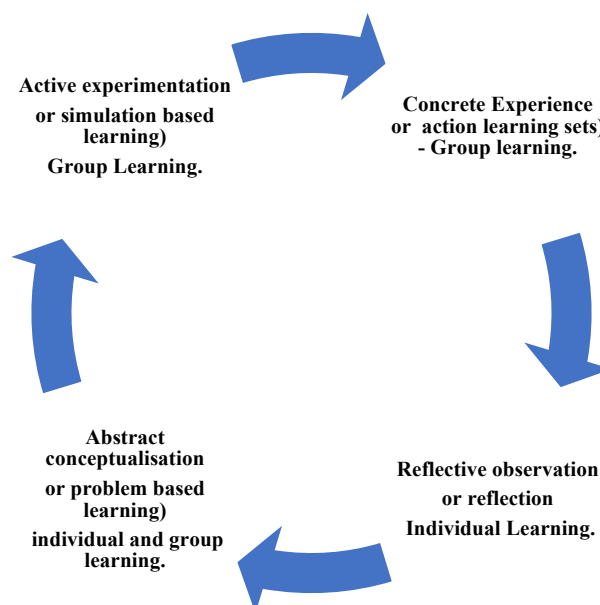 Active experimentation
or simulation based
learning)
Group Learning.
Concrete Experience
or action learning sets)
- Group learning.
Reflective observation
or reflection
Individual Learning.
Abstract
conceptualisation
or problem based
learning)
individual and group
learning.